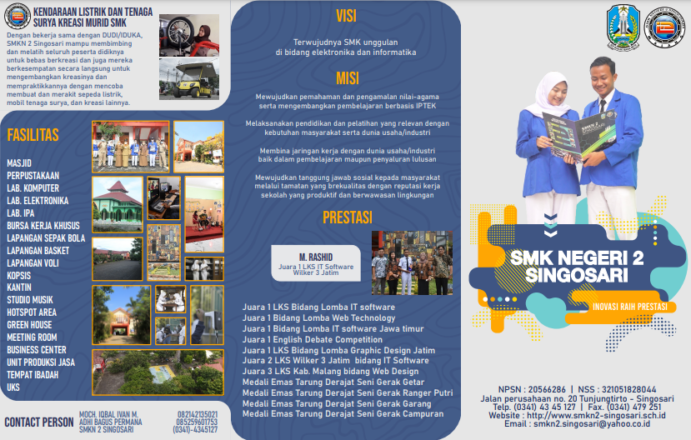 KENDARAAN LISTRIK DAN TENAGA
SURYA KREASI MURID SMK
Dengan bekerja sama dengan DUDI/IDUKA,
SMKN 2 Singosari mampu membimbing
dan melatih seluruh peserta didiknya
untuk bebas berkreasi dan juga mereka
berkesempatan secara langsung untuk
mengembangkan kreasinya dan
mempraktikkannya dengan mencoba
membuat dan merakit sepeda listrik,
mobil tenaga surya, dan kreasi lainnya.
FASILITAS
MASJID
PERPUSTAKAAN
LAB. KOMPUTER
LAB. ELEKTRONIKA
LAB. IPA
BURSA KERJA KHUSUS
LAPANGAN SEPAK BOLA
LAPANGAN BASKET
LAPANGAN VOLI
KOPSIS
KANTIN
STUDIO MUSIK
HOTSPOT AREA
GREEN HOUSE
MEETING ROOM
BUSINESS CENTER
UNIT PRODUKSI JASA
TEMPAT IBADAH
UKS
CONTACT PERSON
MOCH. IQBAL IVAN M. 082142135021
ADHI BAGUS PERMANA 085259601753
SMKN 2 SINGOSARI (0341)-4345127
VISI
Terwujudnya SMK unggulan
di bidang elektronika dan informatika
MISI
Mewujudkan pemahaman dan pengamalan nilai-agama
serta mengembangkan pembelajaran berbasis IPTEK
Melaksanakan pendidikan dan pelatihan yang relevan dengan
kebutuhan masyarakat serta dunia usaha/industri
Membina jaringan kerja dengan dunia usaha/industri
baik dalam pembelajaran maupun penyaluran lulusan
Mewujudkan tanggung jawab sosial kepada masyarakat
melalui tamatan yang brekualitas dengan reputasi kerja
sekolah yang produktif dan berwawasan lingkungan
PRESTASI
M. RASHID
Juara 1 LKS IT Software
Wilker 3 Jatim
Juara 1 LKS Bidang Lomba IT software
Juara 1 Bidang Lomba Web Technology
Juara 1 Bidang Lomba IT software Jawa timur
Juara 1 English Debate Competition
Juara 1 LKS Bidang Lomba Graphic Design Jatim
Juara 2 LKS Wilker 3 Jatim bidang IT Software
Juara 3 LKS Kab. Malang bidang Web Design
Medali Emas Tarung Derajat Seni Gerak Getar
Medali Emas Tarung Derajat Seni Gerak Ranger Putri
Medali Emas Tarung Derajat Seni Gerak Garang
Medali Emas Tarung Derajat Seni Gerak Campuran
SMK NEGERI 2
SINGOSARI
INOVASI RAIH PRESTASI
NPSN : 20566286 | NSS : 321051828044
Jalan perusahaan no. 20 Tunjungtirto - Singosari
Telp. (0341) 43 45 127 | Fax. (0341) 479 251
Website : http://www.smkn2-singosari.sch.id
Email : smkn2.singosari@yahoo.co.id